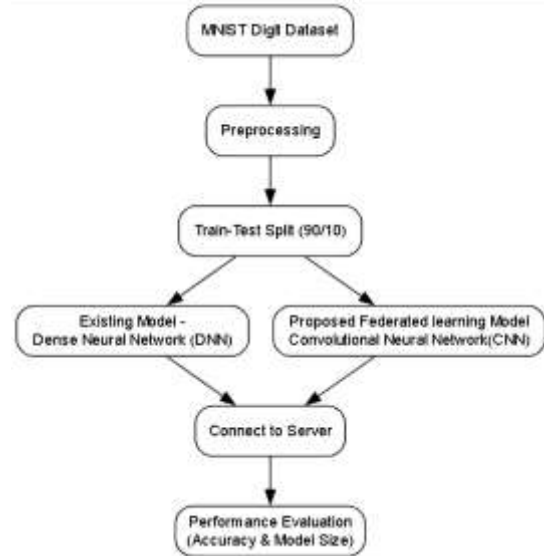 MNIST Digit Dataset
Preprocessing
Train-Test Split (90/10)
Existing Model -
Dense Neural Network (DNN)
Proposed Federated learning Model
Convolutional Neural Network(CNN)
Connect to Server
Performance Evaluation
(Accuracy & Model Size)